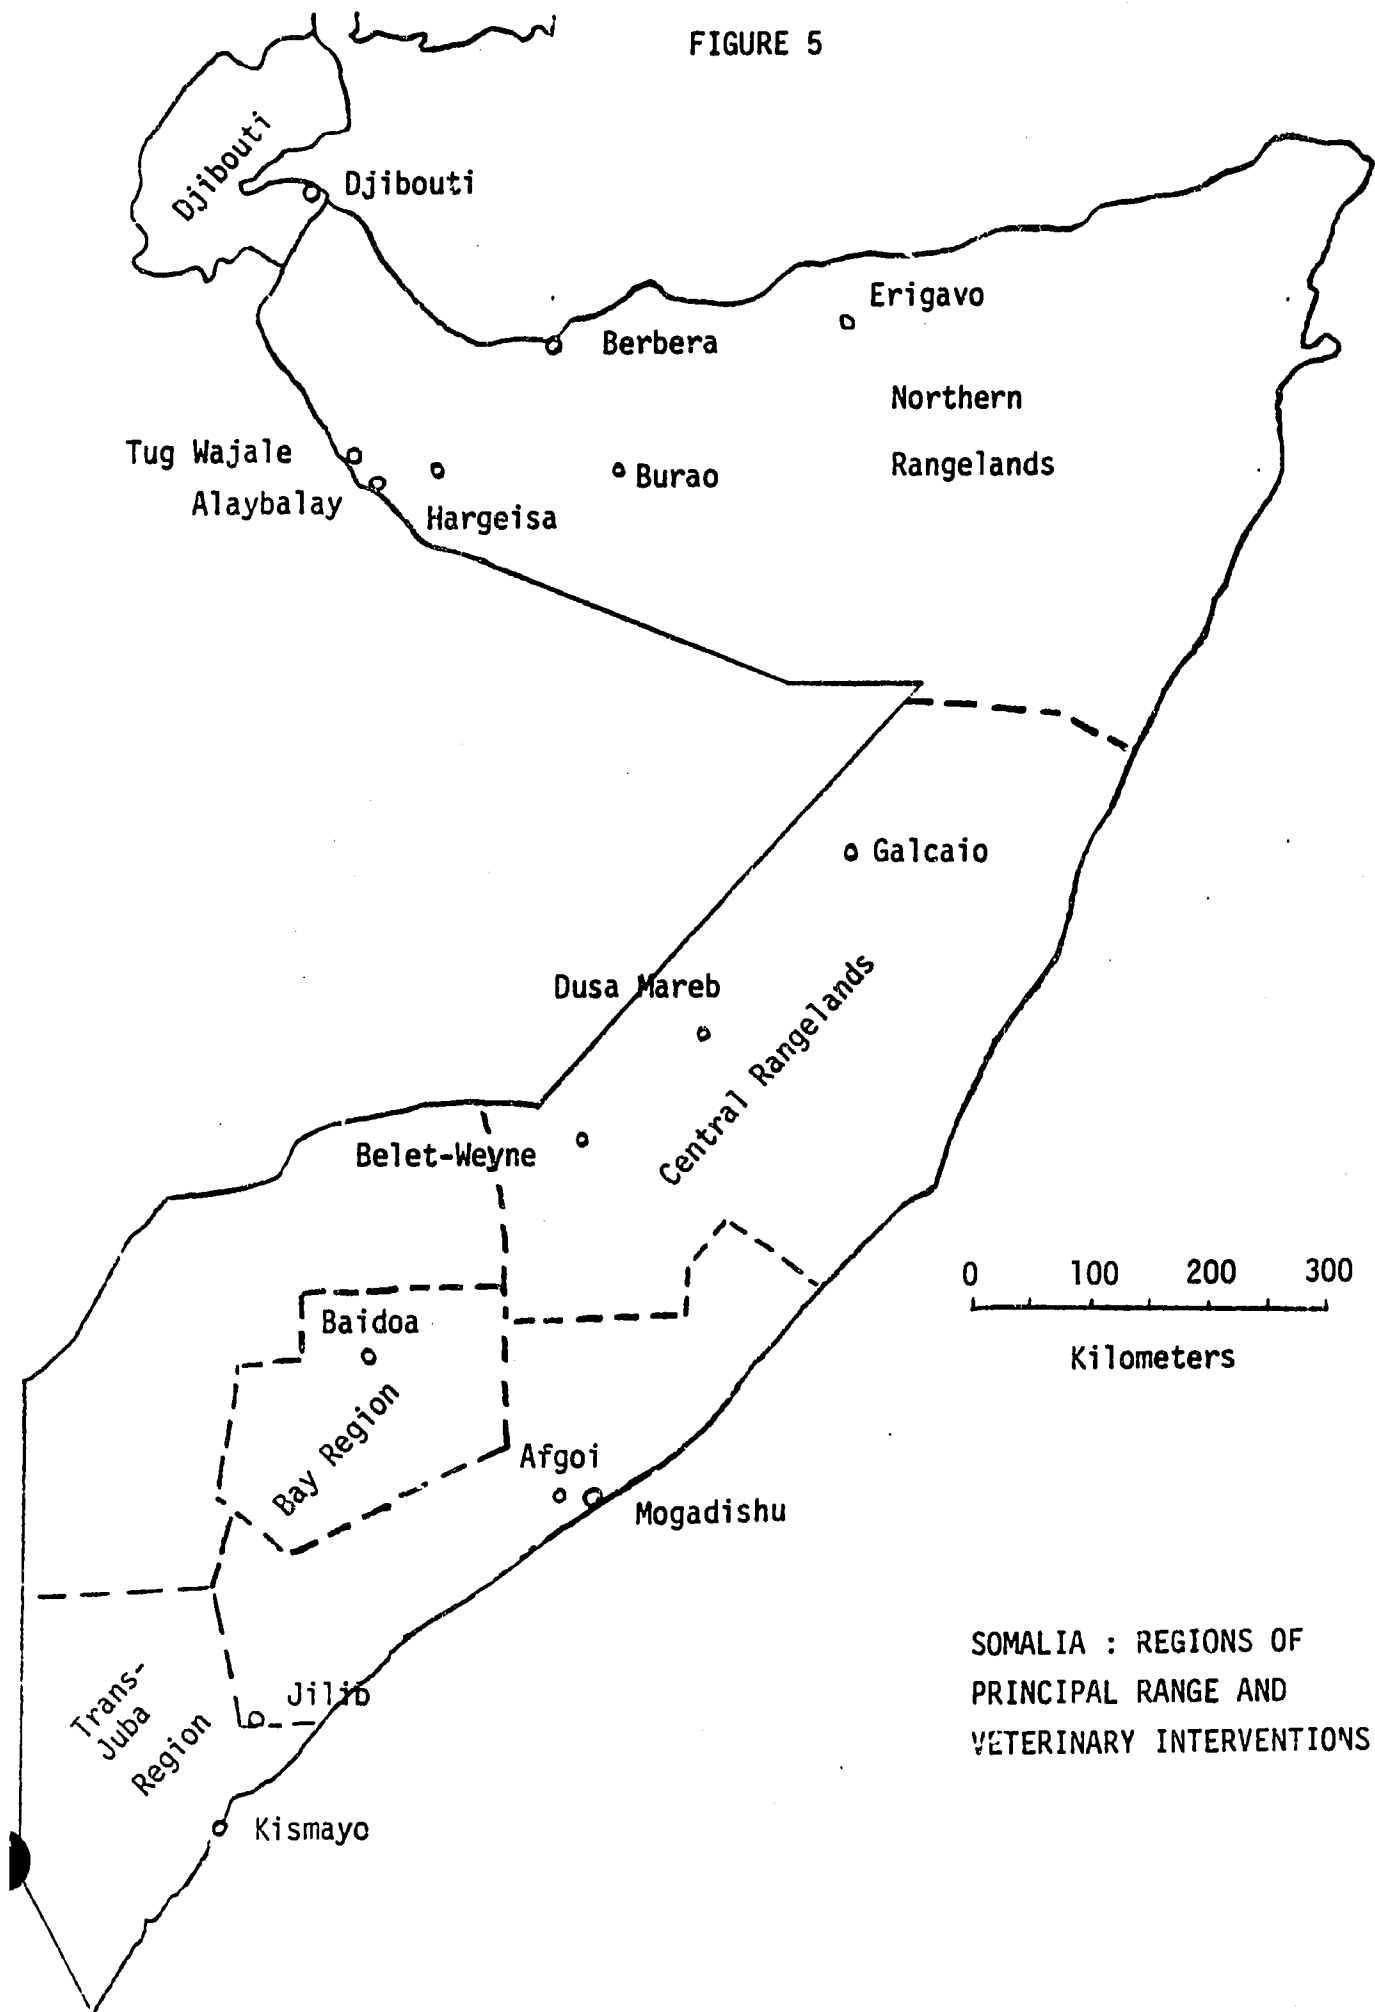 FIGURE 5
Djibouti
Djibouti
Erigavo
Berbera
Northern
Rangelands
Tug Wajale
Burao
Alaybalay
Hargeisa
Galcaio
Dusa Mareb
Central Rangelands
Belet-Weyne
0 100 200 300
Kilometers
Baidoa
Bay Region
Afgoi
Mogadishu
SOMALIA : REGIONS OF
PRINCIPAL RANGE AND
VETERINARY INTERVENTIONS
Trans-
Juba
Region
Jilib
Kismayo